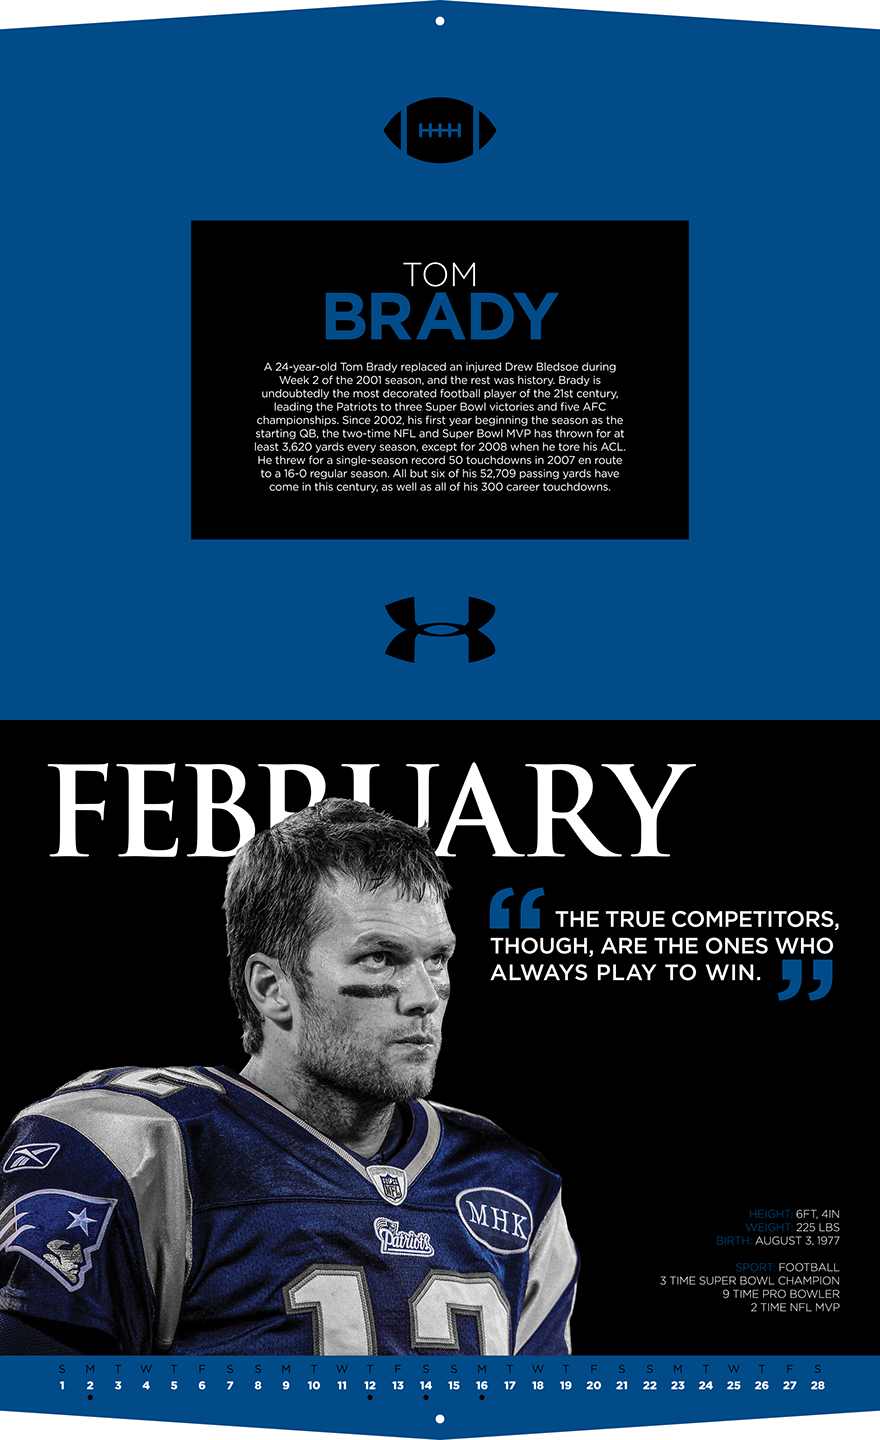 TOM
BRADY
A 24-year-old Tom Brady replaced an injured Drew Bledsoe during
Week 2 of the 2001 season, and the rest was history. Brady is
undoubtedly the most decorated football player of the 21st century,
leading the Patriots to three Super Bowl victories and five AFC
championships. Since 2002, his first year beginning the season as the
starting QB, the two-time NFL and Super Bowl MVP has thrown for at
least 3,620 yards every season, except for 2008 when he tore his ACL.
He threw for a single-season record 50 touchdowns in 2007 en route
to a 16-0 regular season. All but six of his 52,709 passing yards have
come in this century, as well as all of his 300 career touchdowns.
FEBRUARY
“ THE TRUE COMPETITORS,
THOUGH, ARE THE ONES WHO
ALWAYS PLAY TO WIN. ”
12
NFL
MHK
Patriots
12
HEIGHT: 6FT, 4IN
WEIGHT: 225 LBS
BIRTH: AUGUST 3, 1977
SPORT: FOOTBALL
3 TIME SUPER BOWL CHAMPION
9 TIME PRO BOWLER
2 TIME NFL MVP
S M T W T F S S M T W T F S S M T W T F S S M T W T F S
1 2 3 4 5 6 7 8 9 10 11 12 13 14 15 16 17 18 19 20 21 22 23 24 25 26 27 28